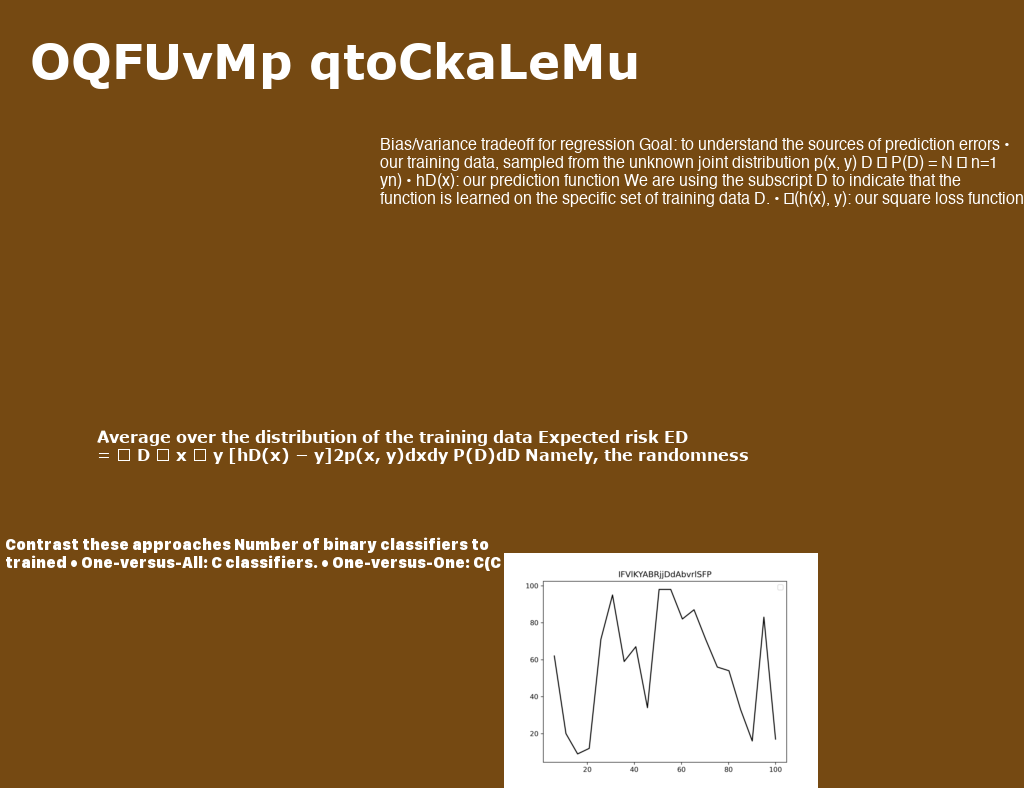 OQFUvMp qtoCkaLeMu
Bias/variance tradeoff for regression Goal: to understand the sources of prediction errors •
our training data, sampled from the unknown joint distribution p(x, y) D □ P(D) = N □ n=1
yn) • hD(x): our prediction function We are using the subscript D to indicate that the
function is learned on the specific set of training data D. • □(h(x), y): our square loss function
Average over the distribution of the training data Expected risk ED
= □ D □ x □ y [hD(x) − y]2p(x, y)dxdy P(D)dD Namely, the randomness
Contrast these approaches Number of binary classifiers to
trained • One-versus-All: C classifiers. • One-versus-One: C(C
100
80
60
40
20
20 40 60 80 100